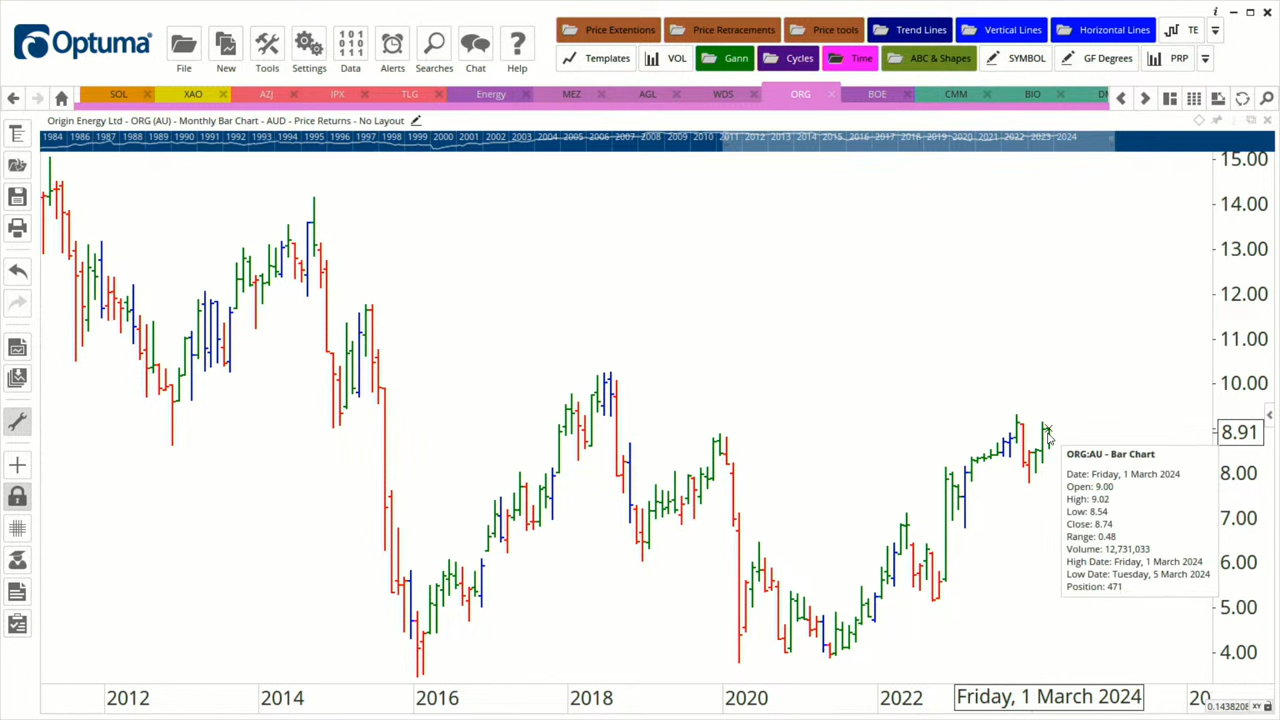 Optuma
File
New
Tools
Settings
Data
Alerts
Searches
Chat
Help
Price Extentions
Price Retracements
Price tools
Trend Lines
Vertical Lines
Horizontal Lines
TE
Templates
VOL
Gann
Cycles
Time
ABC & Shapes
SYMBOL
GF Degrees
PRP
SOL
XAO
AZJ
IPX
TLG
Energy
MEZ
AGL
WDS
ORG
BOE
CMM
BIO
Origin Energy Ltd - ORG (AU) - Monthly Bar Chart - AUD - Price Returns - No Layout
1984 1985 1986 1987 1988 1989 1990 1991 1992 1993 1994 1995 1996 1997 1998 1999 2000 2001 2002 2003 2004 2005 2006 2007 2008 2009 2010 2011 2012 2013 2014 2015 2016 2017 2018 2019 2020 2021 2022 2023 2024
15.00
14.00
13.00
12.00
11.00
10.00
8.91
8.00
7.00
6.00
5.00
4.00
ORG:AU - Bar Chart
Date: Friday, 1 March 2024
Open: 9.00
High: 9.02
Low: 8.54
Close: 8.74
Range: 0.48
Volume: 12,731,033
High Date: Friday, 1 March 2024
Low Date: Tuesday, 5 March 2024
Position: 471
2012
2014
2016
2018
2020
2022
Friday, 1 March 2024
0.1438208 XY